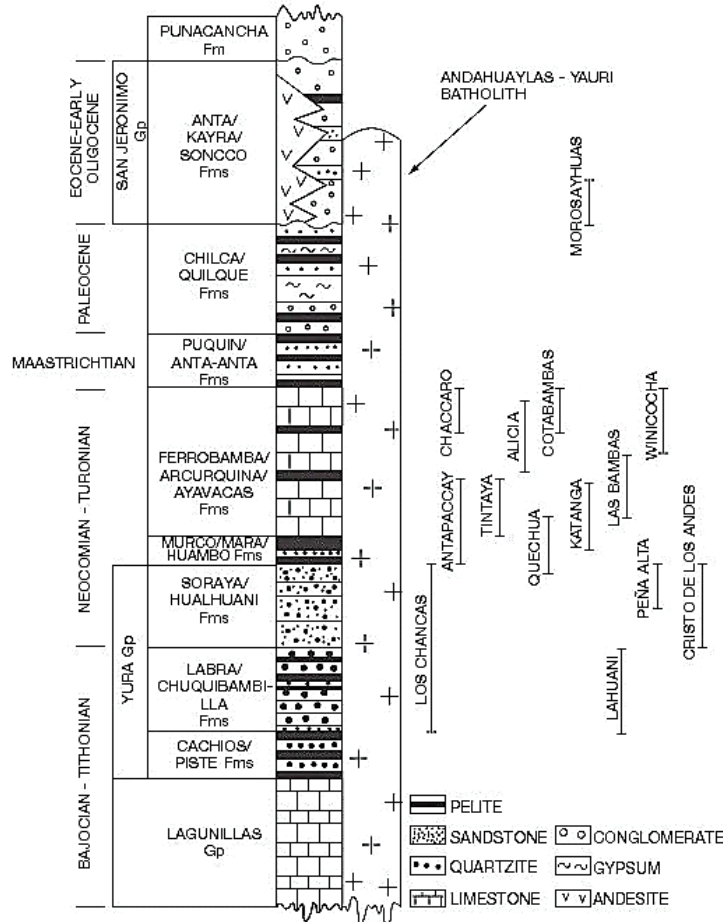 PUNACANCHA
Fm
EOCENE-EARLY
OLIGOCENE
SAN JERONIMO
Gp
ANTA/
KAYRA/
SONCCO
Fms
PALEOCENE
CHILCA/
QUILQUE
Fms
MAASTRICHTIAN
PUQUIN/
ANTA-ANTA
Fms
NEOCOMIAN - TURONIAN
FERROBAMBA/
ARCURQUINA/
AYAVACAS
Fms
MURCO/MARA/
HUAMBO Fms
YURA Gp
SORAYA/
HUALHUANI
Fms
BAJOCIAN - TITHONIAN
LABRA/
CHUQUIBAMBI-
LLA
Fms
CACHIOS/
PISTE Fms
LAGUNILLAS
Gp
ANDAHUAYLAS - YAURI
BATHOLITH
MOROSAYHUAS
CHACCARO
ALICIA
COTABAMBAS
WINICOCHA
ANTAPACCAY
TINTAYA
QUECHUA
KATANGA
LAS BAMBAS
PEÑA ALTA
CRISTO DE LOS ANDES
LOS CHANCAS
LAHUANI
PELITE
SANDSTONE
CONGLOMERATE
QUARTZITE
GYPSUM
LIMESTONE
ANDESITE